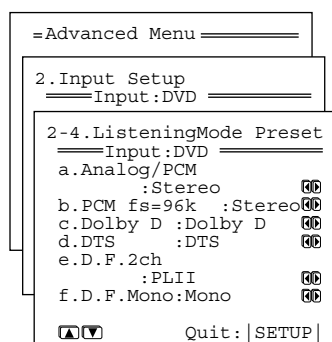 Advanced Menu
2.Input Setup
Input:DVD
2-4.ListeningMode Preset
Input:DVD
a.Analog/PCM
:Stereo
b.PCM fs=96k :Stereo
c.Dolby D :Dolby D
d.DTS :DTS
e.D.F.2ch
:PLII
f.D.F.Mono:Mono
Quit:|SETUP|